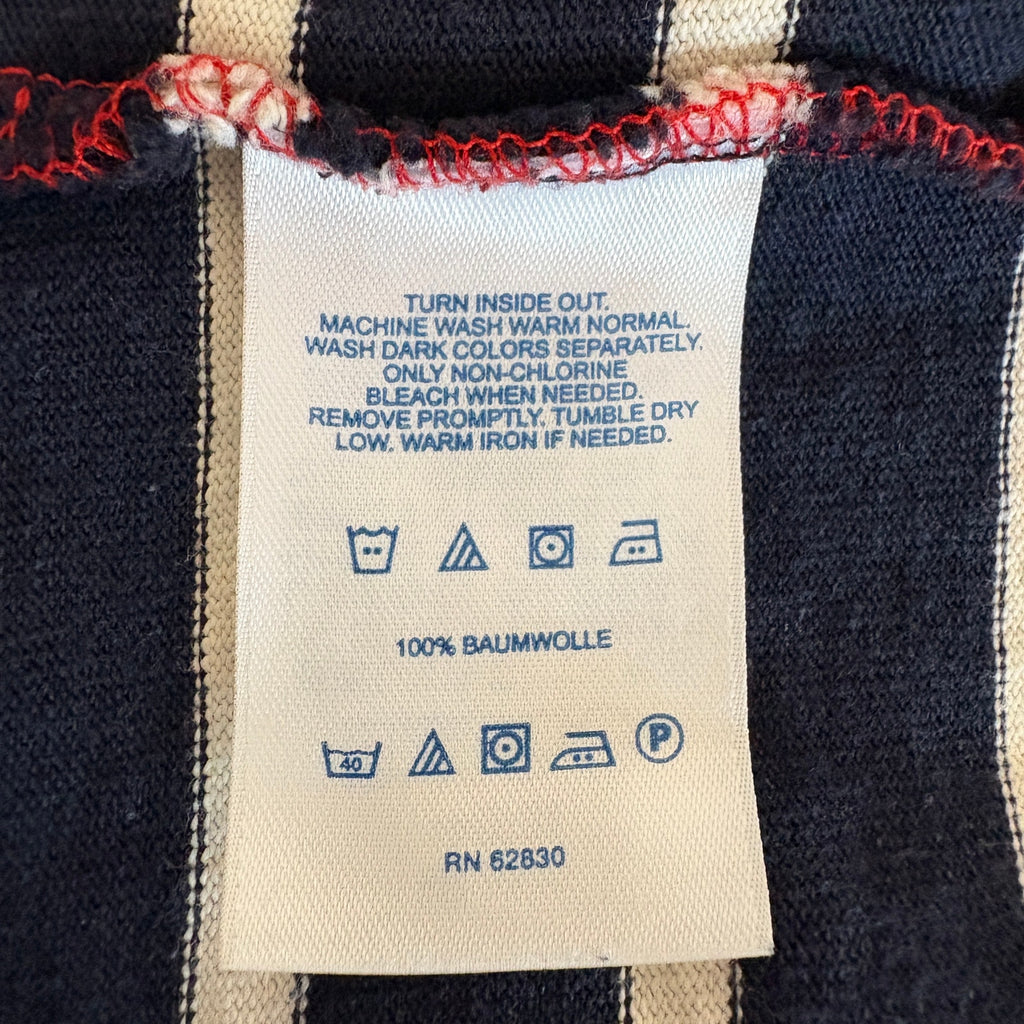 TURN INSIDE OUT.
MACHINE WASH WARM NORMAL.
WASH DARK COLORS SEPARATELY.
ONLY NON-CHLORINE
BLEACH WHEN NEEDED.
REMOVE PROMPTLY. TUMBLE DRY
LOW. WARM IRON IF NEEDED.
100% BAUMWOLLE
40 P
RN 62830